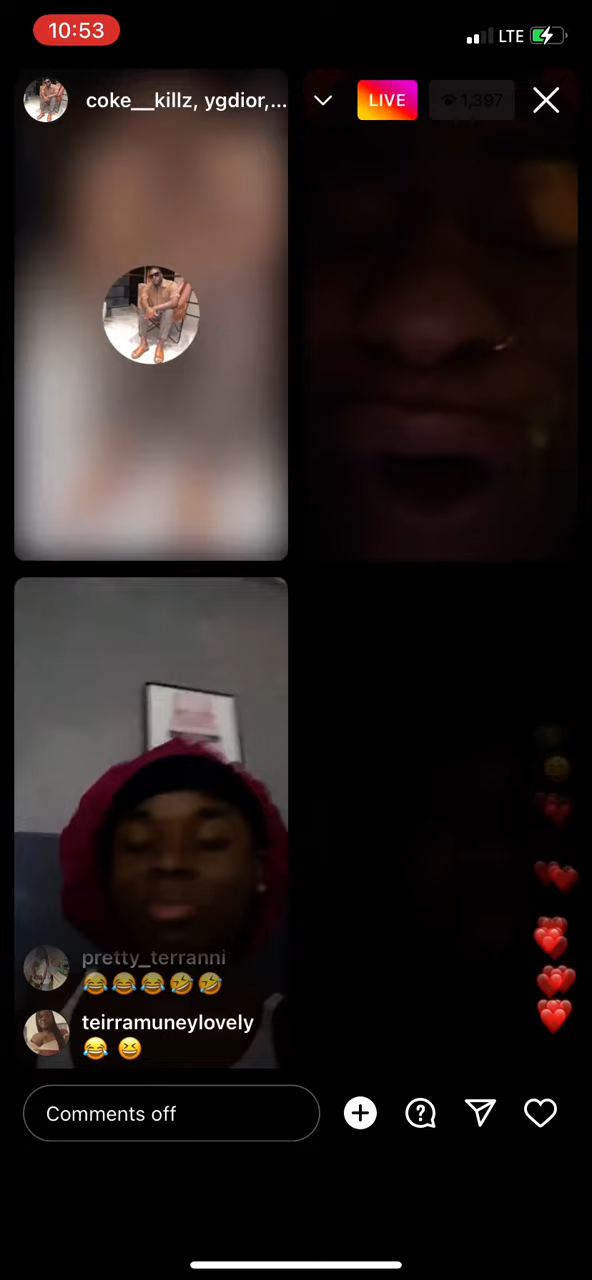 10:53
LTE
coke__killz, ygdior,...
LIVE
1,397
pretty_terranni
😂😂😂🤣🤣
teirramuneylovely
😂 😆
Comments off